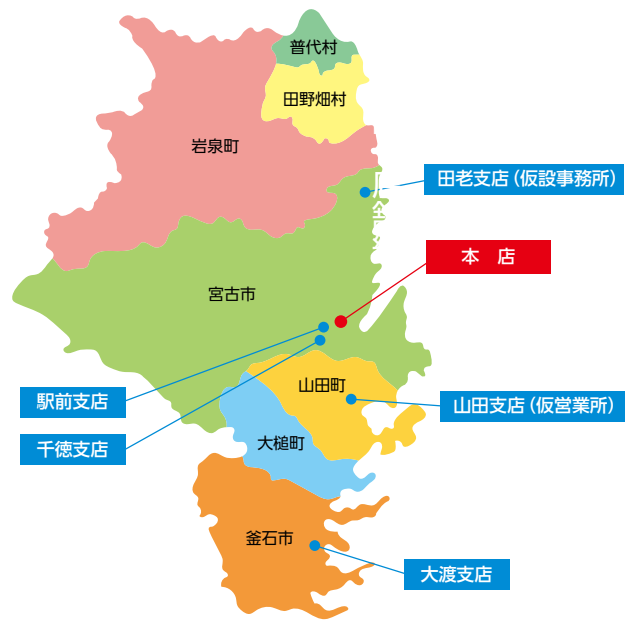 普代村
田野畑村
岩泉町
田老支店（仮設事務所）
本　店
宮古市
山田町
駅前支店
山田支店（仮営業所）
大槌町
千徳支店
釜石市
大渡支店